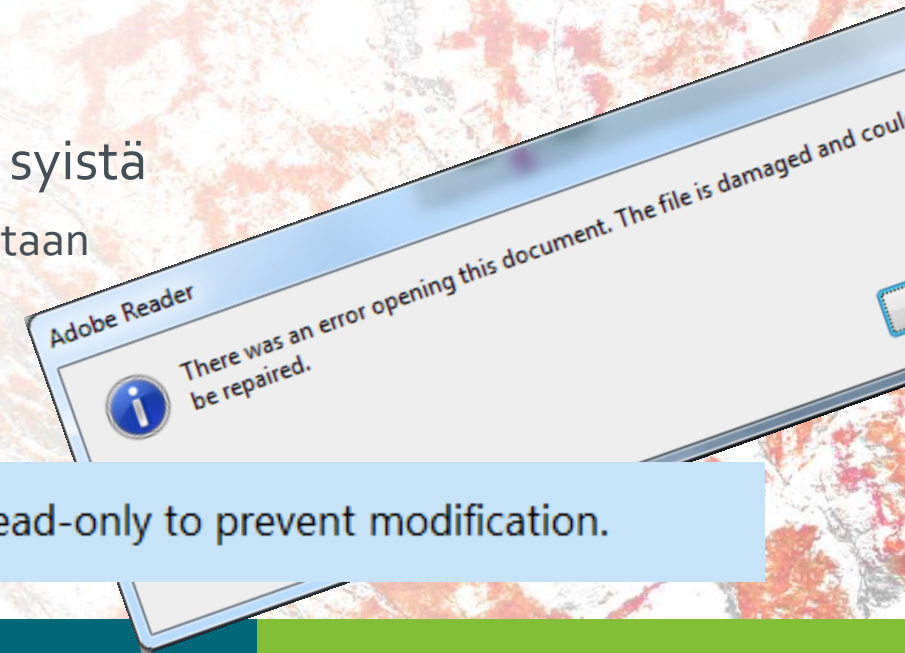 syistä
taan
Adobe Reader
There was an error opening this document. The file is damaged and coul
be repaired.
ead-only to prevent modification.